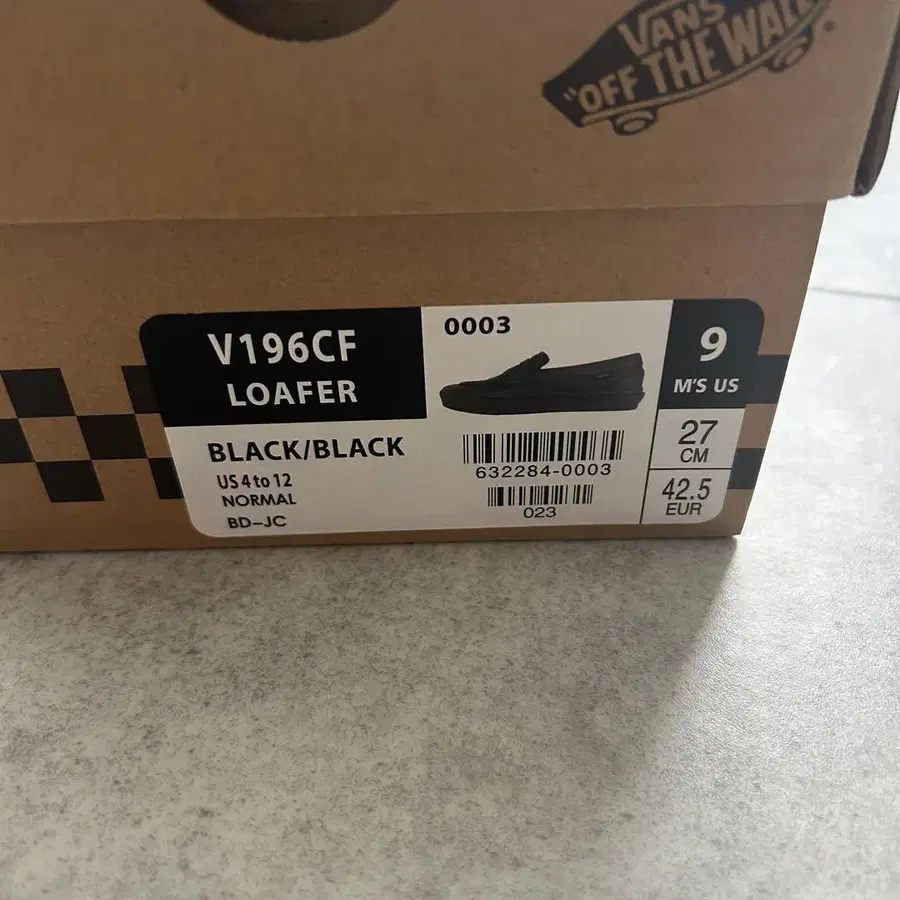 VANS
"OFF THE WALL"
V196CF
LOAFER
BLACK/BLACK
US 4 to 12
NORMAL
BD-JC
0003
632284-0003
023
9
M'S US
27
CM
42.5
EUR